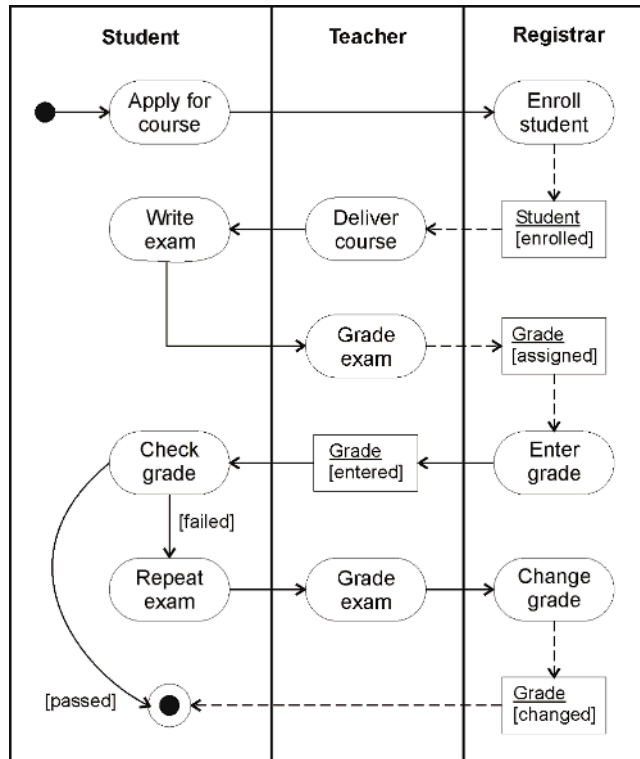 Student
Teacher
Registrar
Apply for
course
Enroll
student
Write
exam
Deliver
course
Student
[enrolled]
Grade
exam
Grade
[assigned]
Check
grade
Grade
[entered]
Enter
grade
[failed]
Repeat
exam
Grade
exam
Change
grade
[passed]
Grade
[changed]